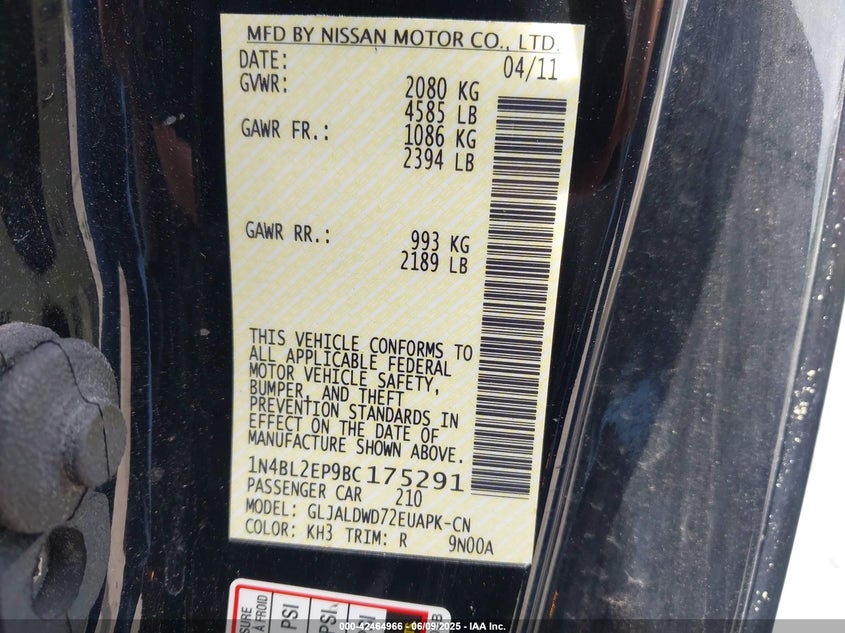 MFD BY NISSAN MOTOR CO., LTD.
DATE: 04/11
GVWR: 2080 KG
4585 LB
GAWR FR.: 1086 KG
2394 LB
GAWR RR.: 993 KG
2189 LB
THIS VEHICLE CONFORMS TO
ALL APPLICABLE FEDERAL
MOTOR VEHICLE SAFETY,
BUMPER, AND THEFT
PREVENTION STANDARDS IN
EFFECT ON THE DATE OF
MANUFACTURE SHOWN ABOVE.
1N4BL2EP9BC175291
PASSENGER CAR 210
MODEL: GLJALDWD72EUAPK-CN
COLOR: KH3 TRIM: R 9N00A
À FROID
PSI
PSI
000-42464966 - 06/09/2025 - IAA Inc.